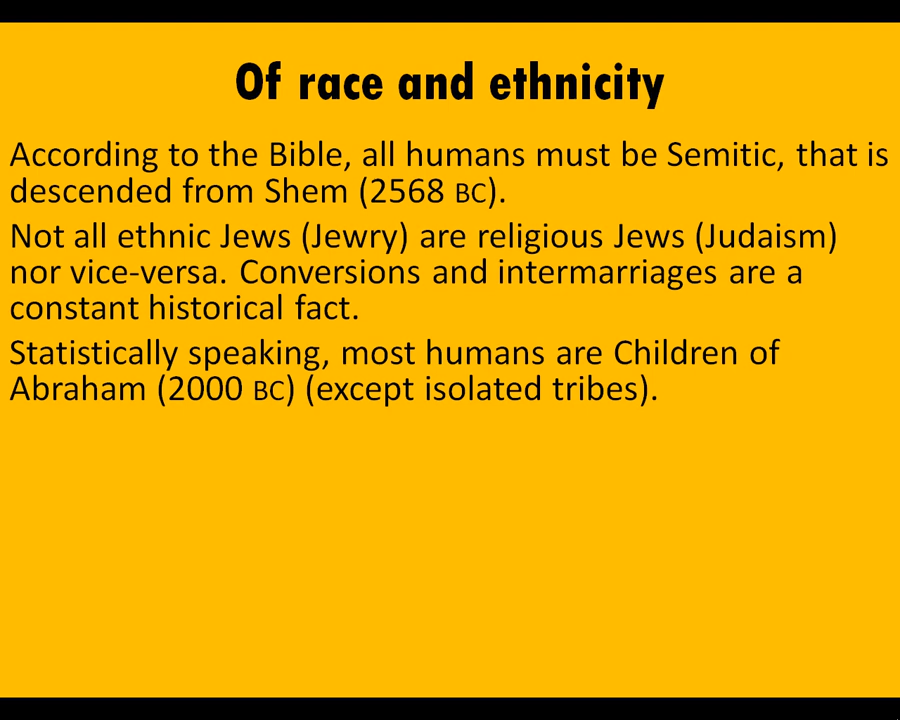 Of race and ethnicity
According to the Bible, all humans must be Semitic, that is
descended from Shem (2568 BC).
Not all ethnic Jews (Jewry) are religious Jews (Judaism)
nor vice-versa. Conversions and intermarriages are a
constant historical fact.
Statistically speaking, most humans are Children of
Abraham (2000 BC) (except isolated tribes).